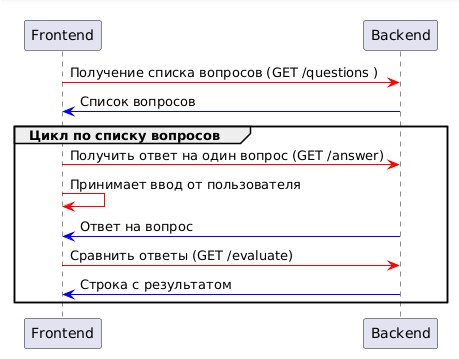 Frontend Backend
Получение списка вопросов (GET /questions )
Список вопросов
Цикл по списку вопросов
Получить ответ на один вопрос (GET /answer)
Принимает ввод от пользователя
Ответ на вопрос
Сравнить ответы (GET /evaluate)
Строка с результатом
Frontend Backend